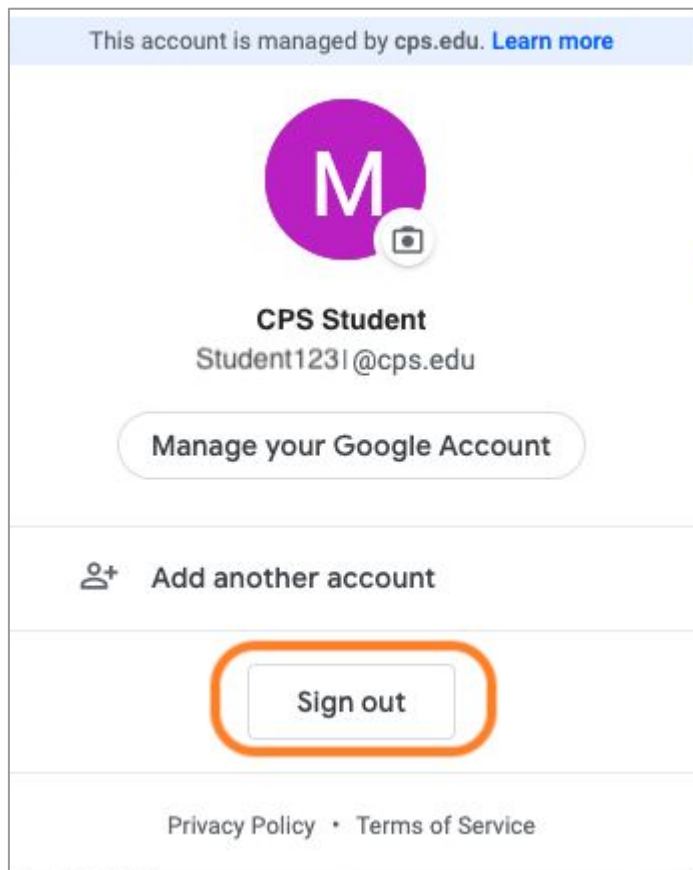 This account is managed by cps.edu. Learn more
M
CPS Student
Student123|@cps.edu
Manage your Google Account
Add another account
Sign out
Privacy Policy • Terms of Service